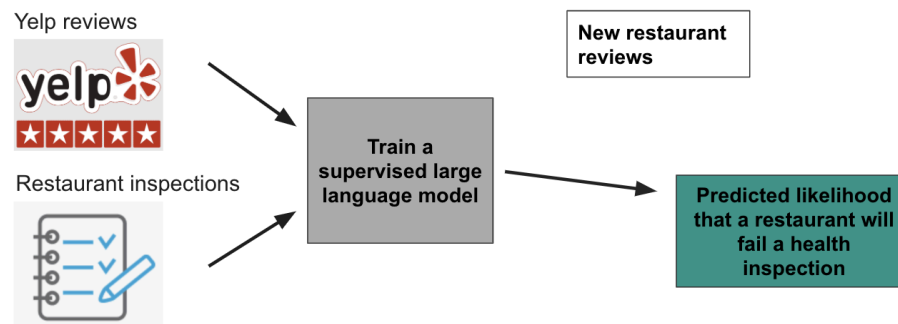 Yelp reviews
yelp
Restaurant inspections
Train a
supervised large
language model
New restaurant
reviews
Predicted likelihood
that a restaurant will
fail a health
inspection